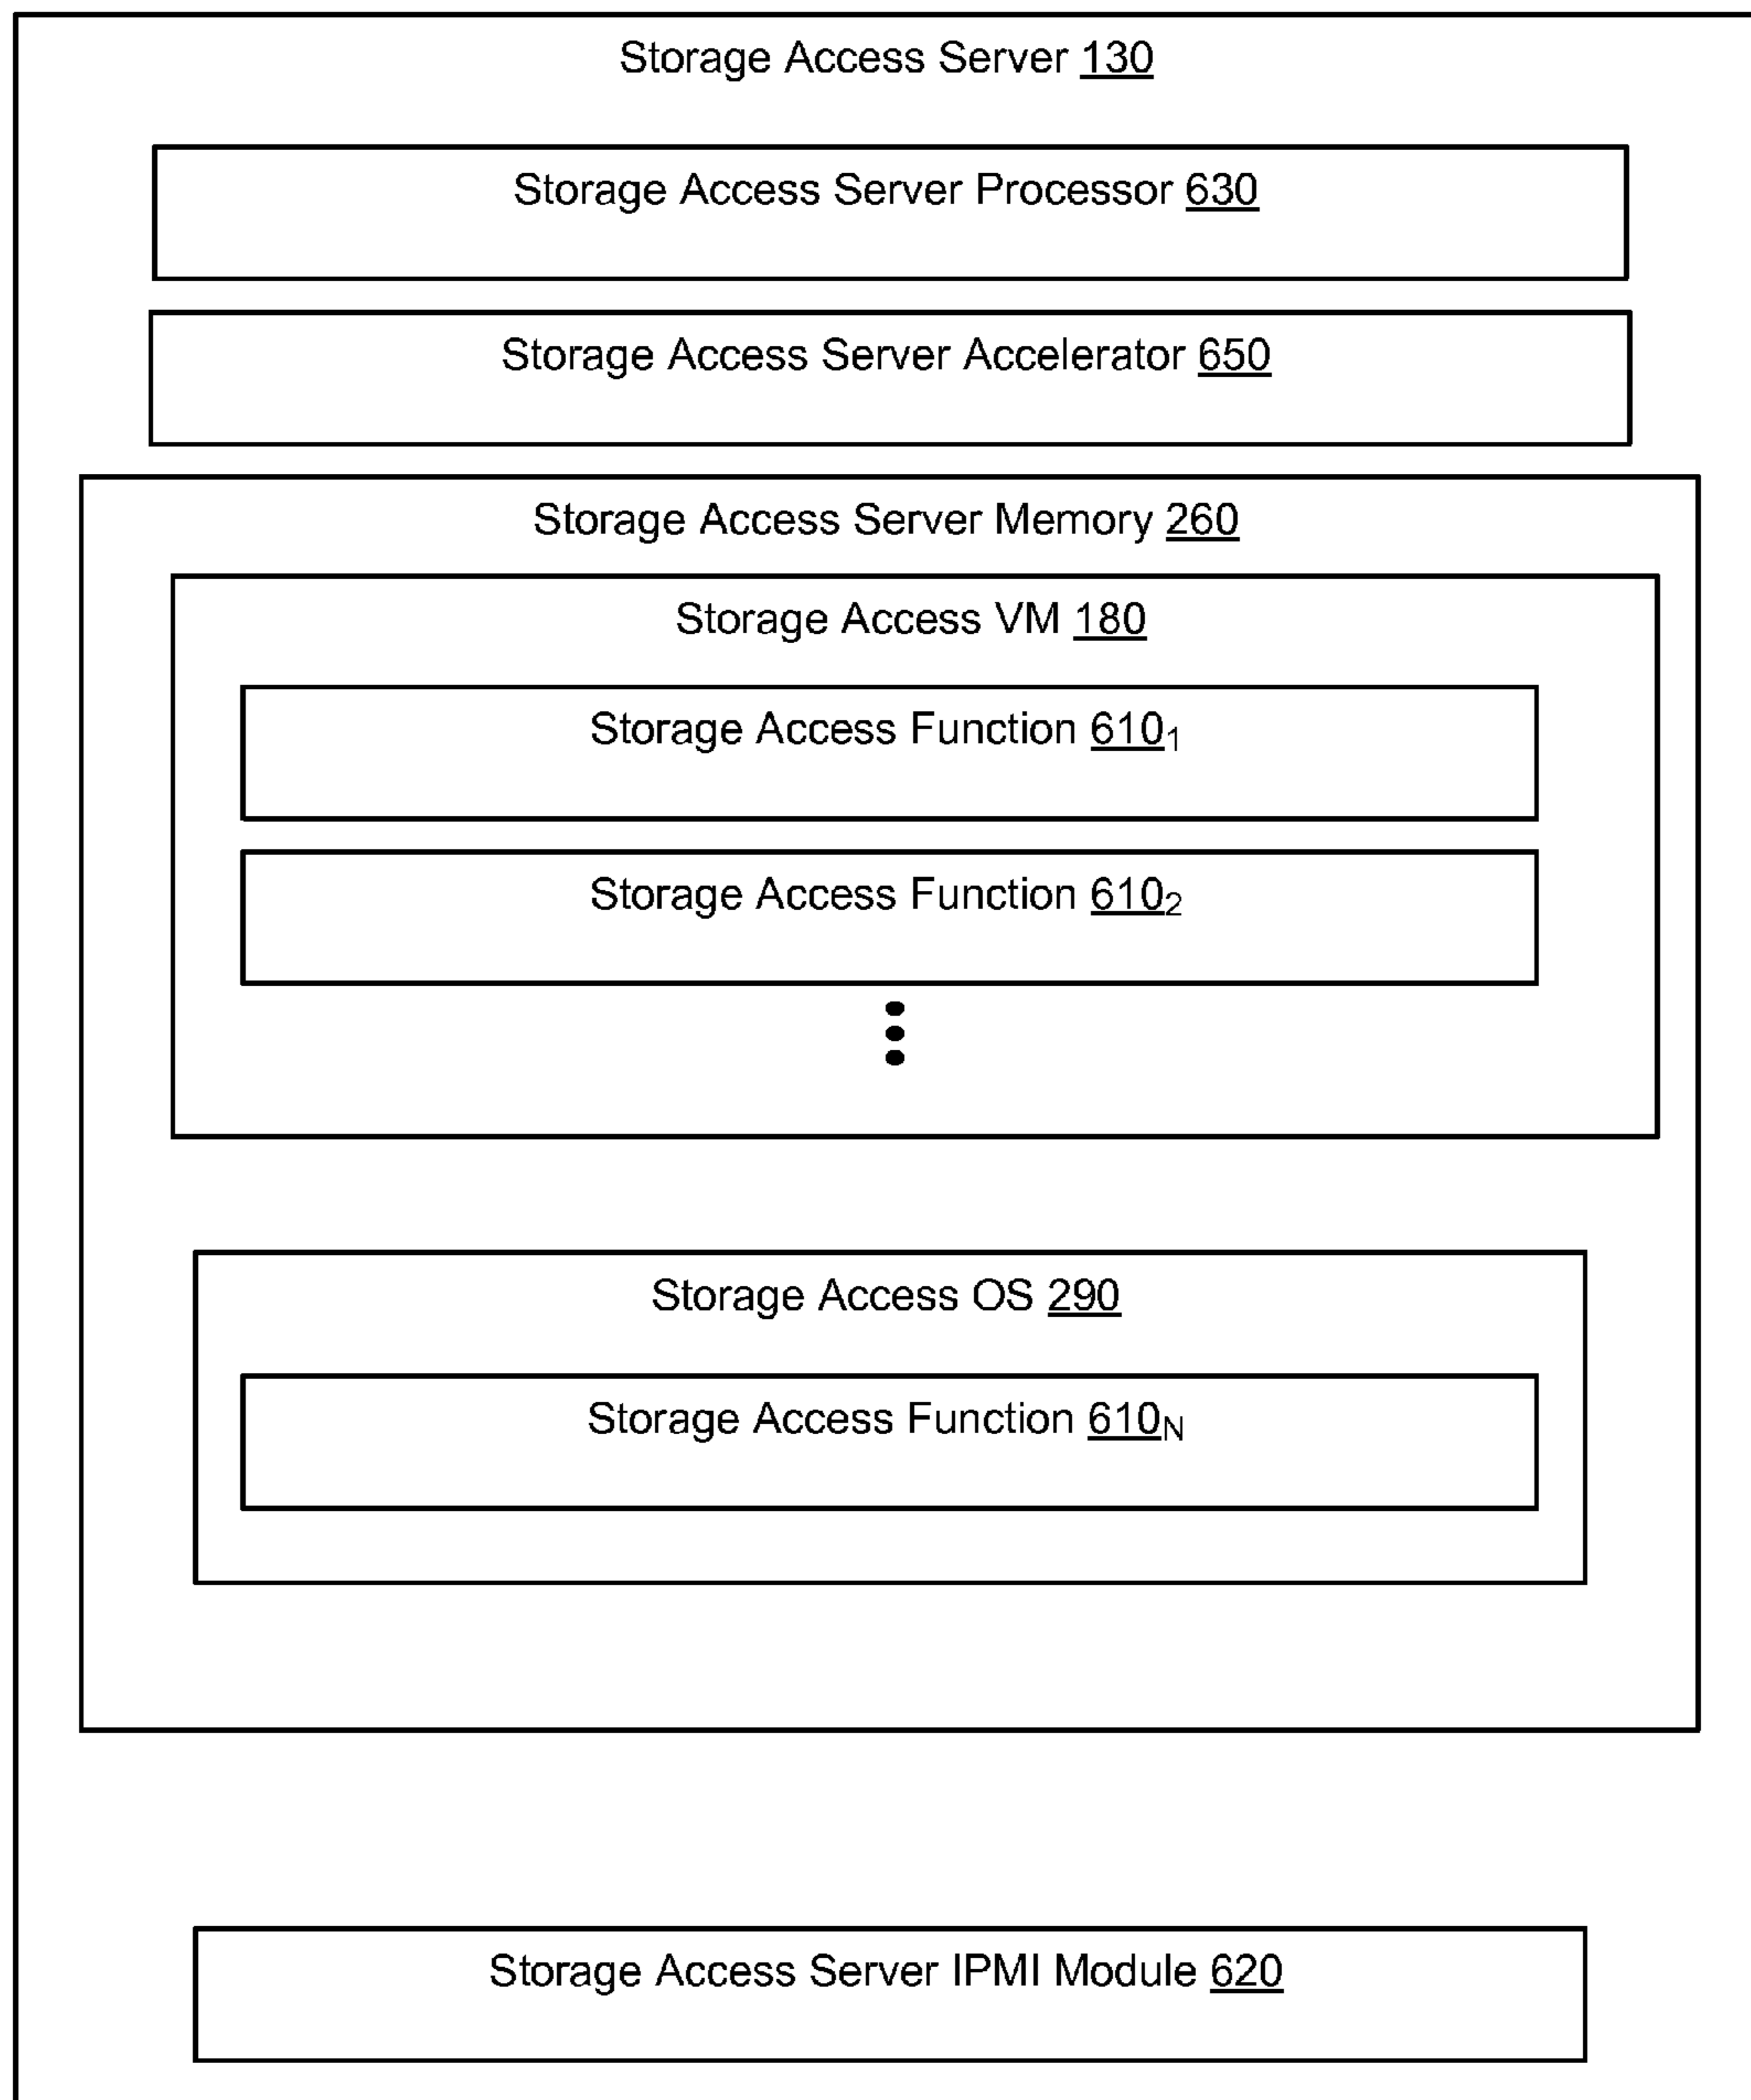 Storage Access Server 130
Storage Access Server Processor 630
Storage Access Server Accelerator 650
Storage Access Server Memory 260
Storage Access VM 180
Storage Access Function 610₁
Storage Access Function 610₂
Storage Access OS 290
Storage Access Function 610N
Storage Access Server IPMI Module 620